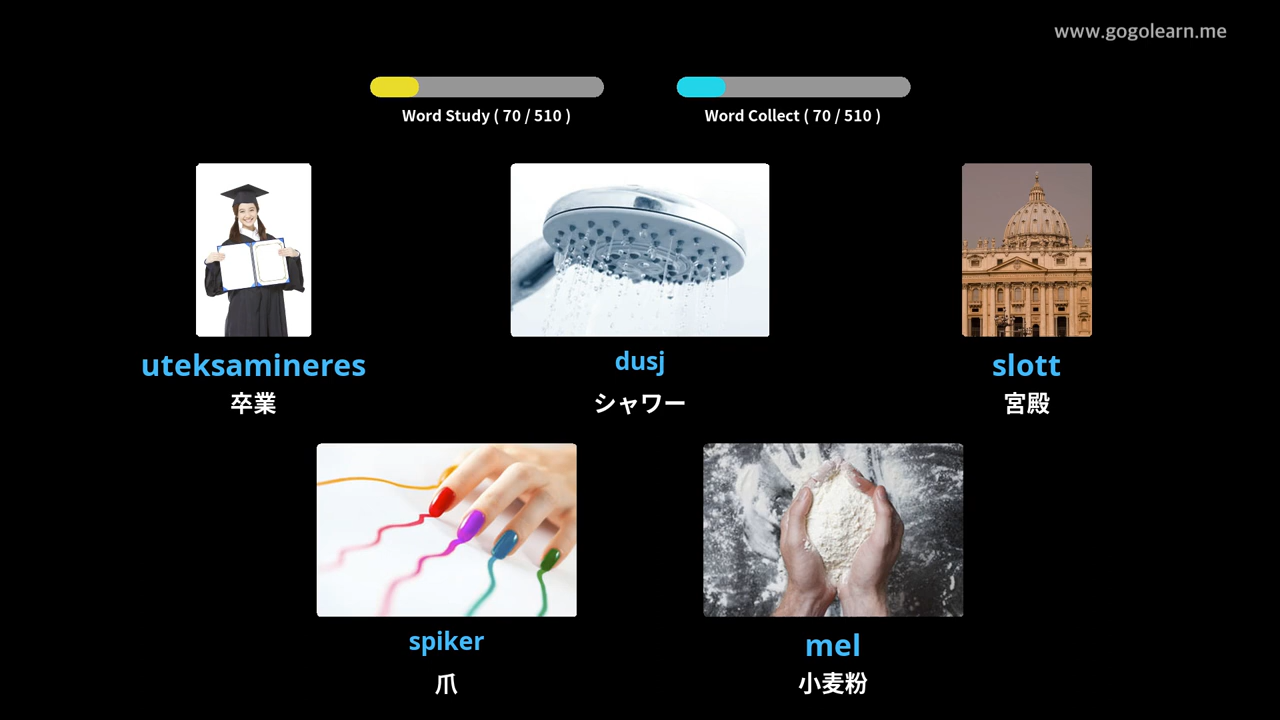 www.gogolearn.me
Word Study ( 70 / 510 )
Word Collect ( 70 / 510 )
uteksamineres
卒業
dusj
シャワー
slott
宮殿
spiker
爪
mel
小麦粉